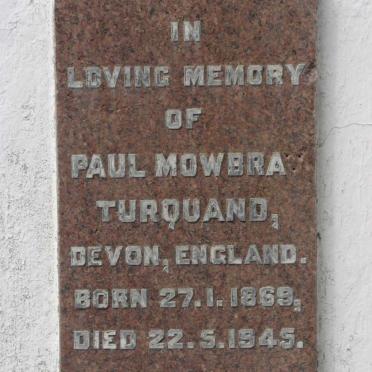 IN
LOVING MEMORY
OF
PAUL MOWBRA
TURQUAND,
DEVON, ENGLAND.
BORN 27.1.1869,
DIED 22.5.1945.